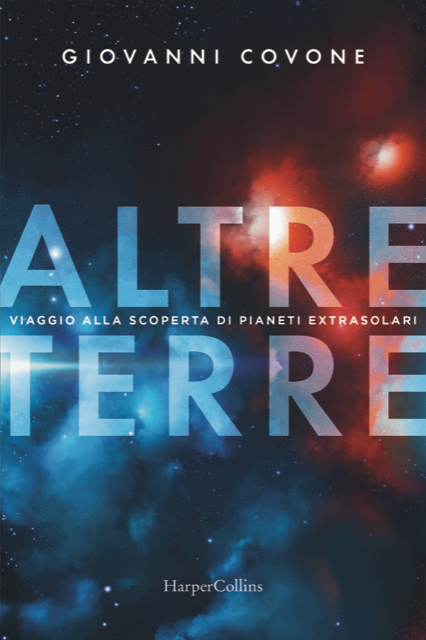 GIOVANNI COVONE
ALTRE
VIAGGIO ALLA SCOPERTA DI PIANETI EXTRASOLARI
TERRE
HarperCollins